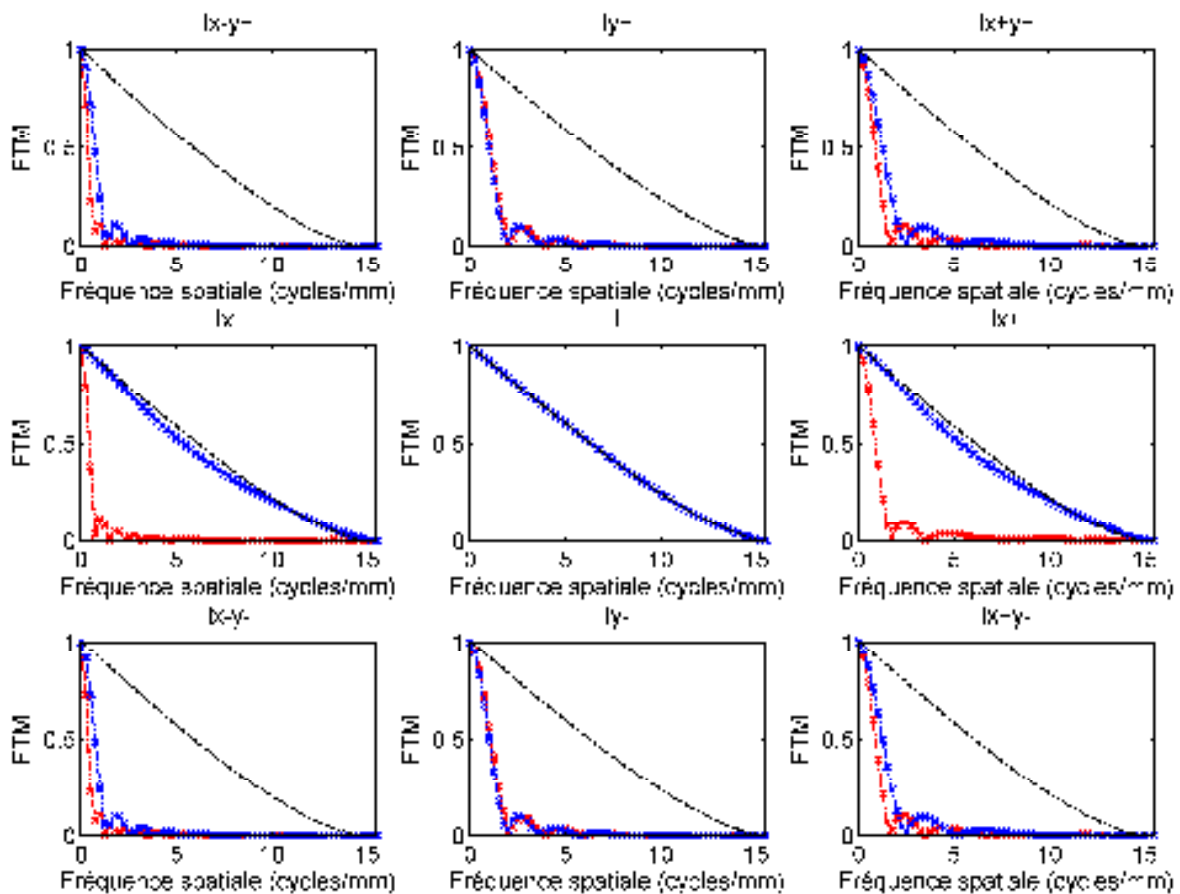 Ix-y+ Iy+ Ix+y+
1 1 1
FTM 0.5 FTM 0.5 FTM 0.5
0 0 0
0 5 10 15 0 5 10 15 0 5 10 15
Fréquence spatiale (cycles/mm) Fréquence spatiale (cycles/mm) Fréquence spatiale (cycles/mm)
Ix- I Ix+
1 1 1
FTM 0.5 FTM 0.5 FTM 0.5
0 0 0
0 5 10 15 0 5 10 15 0 5 10 15
Fréquence spatiale (cycles/mm) Fréquence spatiale (cycles/mm) Fréquence spatiale (cycles/mm)
Ix-y- Iy- Ix+y-
1 1 1
FTM 0.5 FTM 0.5 FTM 0.5
0 0 0
0 5 10 15 0 5 10 15 0 5 10 15
Fréquence spatiale (cycles/mm) Fréquence spatiale (cycles/mm) Fréquence spatiale (cycles/mm)